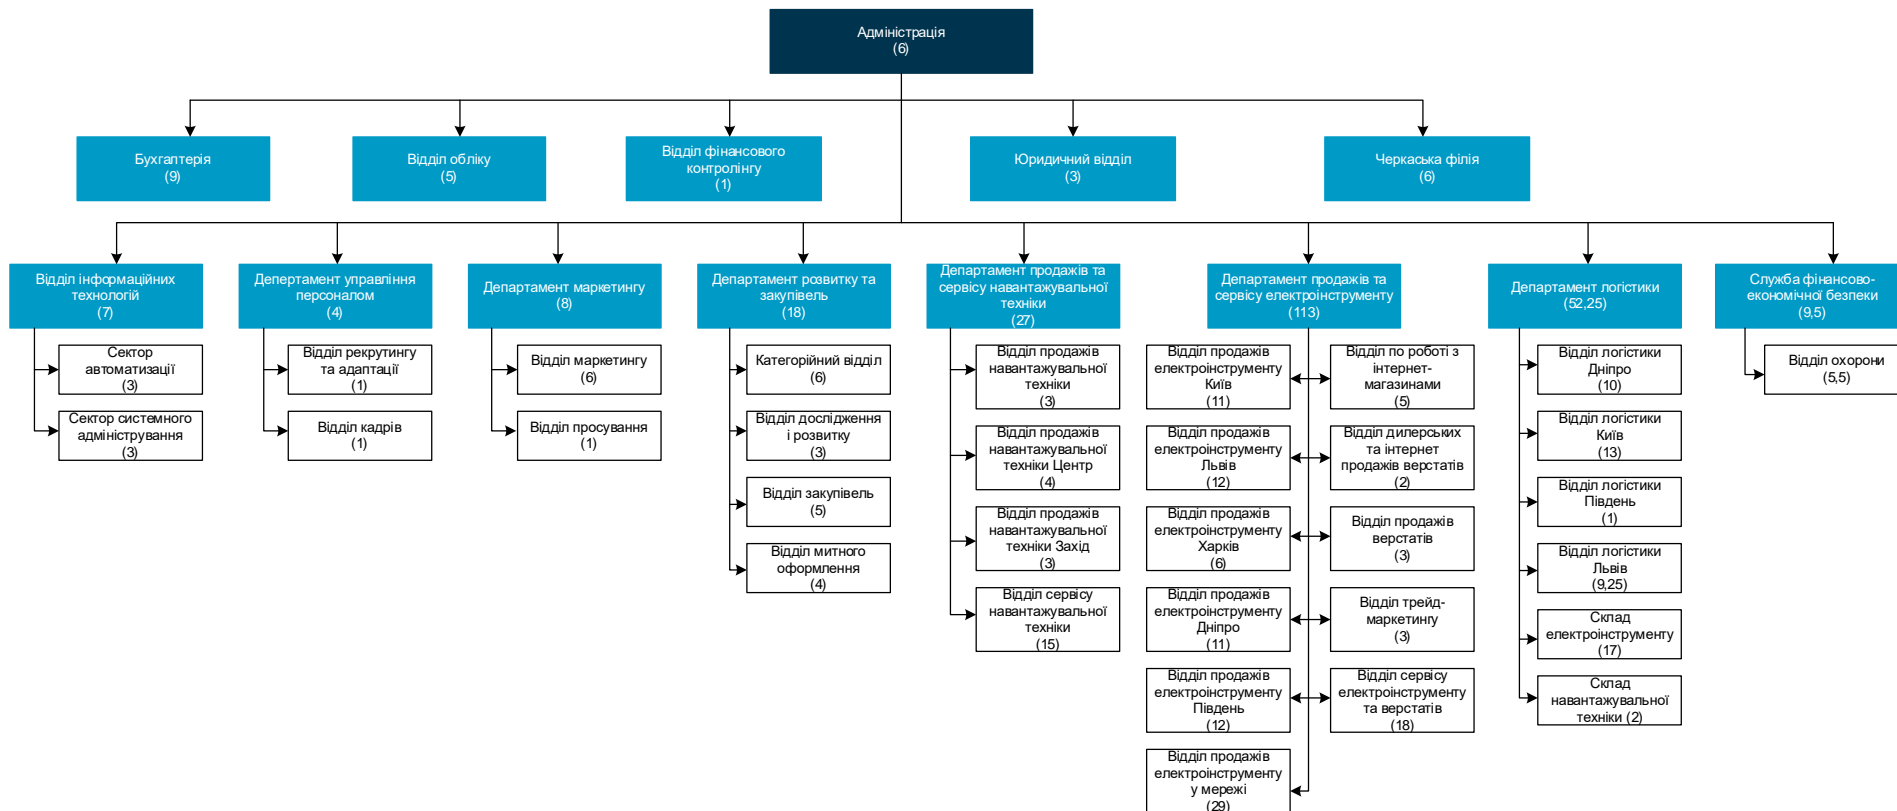 Адміністрація
(6)
Бухгалтерія
(9)
Відділ обліку
(5)
Відділ фінансового
контролінгу
(1)
Юридичний відділ
(3)
Черкаська філія
(6)
Відділ інформаційних
технологій
(7)
Сектор
автоматизації
(3)
Сектор системного
адміністрування
(3)
Депертамент управління
персоналом
(4)
Відділ рекрутингу
та адаптації
(1)
Відділ кадрів
(1)
Департамент маркетингу
(8)
Відділ маркетингу
(6)
Відділ просування
(1)
Департамент розвитку та
закупівель
(18)
Категорійний відділ
(6)
Відділ дослідження
і розвитку
(3)
Відділ закупівель
(5)
Відділ митного
оформлення
(4)
Департамент продажів та
сервісу навантажувальної
техніки
(27)
Відділ продажів
навантажувальної
техніки
(3)
Відділ продажів
навантажувальної
техніки Центр
(4)
Відділ продажів
навантажувальної
техніки Захід
(3)
Відділ сервісу
навантажувальної
техніки
(15)
Департамент продажів та
сервісу електроінструменту
(113)
Відділ продажів
електроінструменту
Київ
(11)
Відділ продажів
електроінструменту
Львів
(12)
Відділ продажів
електроінструменту
Харків
(6)
Відділ продажів
електроінструменту
Дніпро
(11)
Відділ продажів
електроінструменту
Південь
(12)
Відділ продажів
електроінструменту
у мережі
(29)
Відділ по роботі з
інтернет-
магазинами
(5)
Відділ дилерських
та інтернет
продажів верстатів
(2)
Відділ продажів
верстатів
(3)
Відділ трейд-
маркетингу
(3)
Відділ сервісу
електроінструменту
та верстатів
(18)
Департамент логістики
(52,25)
Відділ логістики
Дніпро
(10)
Відділ логістики
Київ
(13)
Відділ логістики
Південь
(1)
Відділ логістики
Львів
(9,25)
Склад
електроінструменту
(17)
Склад
навантажувальної
техніки (2)
Служба фінансово-
економічної безпеки
(9,5)
Відділ охорони
(5,5)